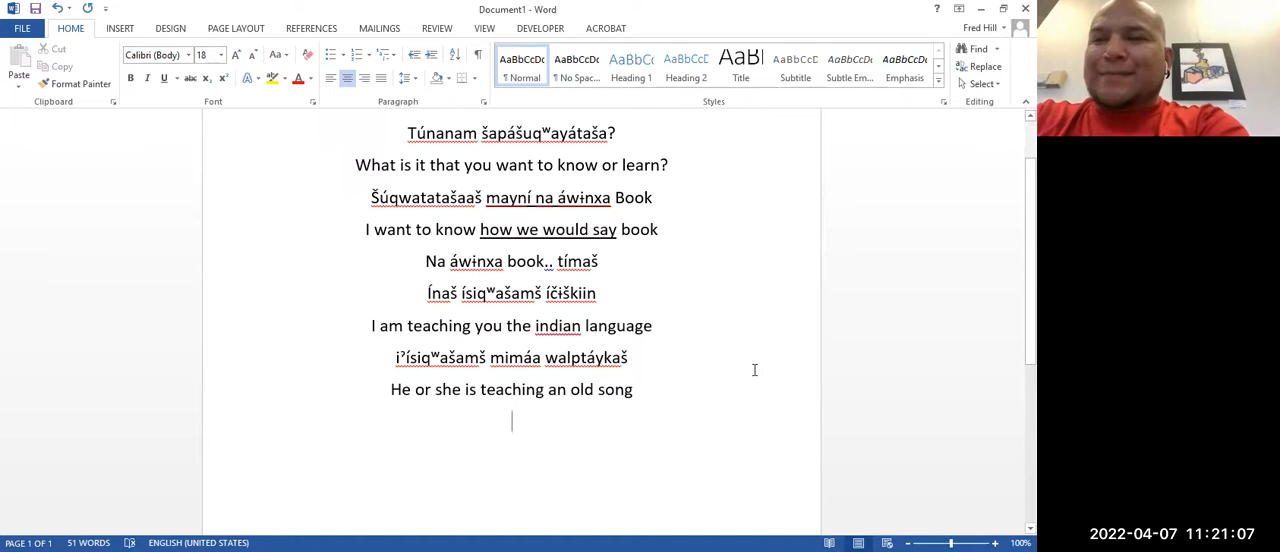 Document1 - Word
FILE HOME INSERT DESIGN PAGE LAYOUT REFERENCES MAILINGS REVIEW VIEW DEVELOPER ACROBAT Fred Hill
Cut
Copy
Format Painter
Paste
Calibri (Body) 18
AaBbCcDc AaBbCcDc AaBbC( AaBbCc AaBl AaBbCcC AaBbCcDc AaBbCcDc
¶ Normal ¶ No Spac... Heading 1 Heading 2 Title Subtitle Subtle Em... Emphasis
Find
Replace
Select
Clipboard Font Paragraph Styles Editing
Túnanam šapášuqʷayátaša?
What is it that you want to know or learn?
Šúqwatatašaaš mayní na áwɨnxa Book
I want to know how we would say book
Na áwɨnxa book.. tímaš
Ínaš ísiqʷašamš íčɨškiin
I am teaching you the indian language
iˀísiqʷašamš mimáa walptáykaš
He or she is teaching an old song
PAGE 1 OF 1 51 WORDS ENGLISH (UNITED STATES) 100%
2022-04-07 11:21:07